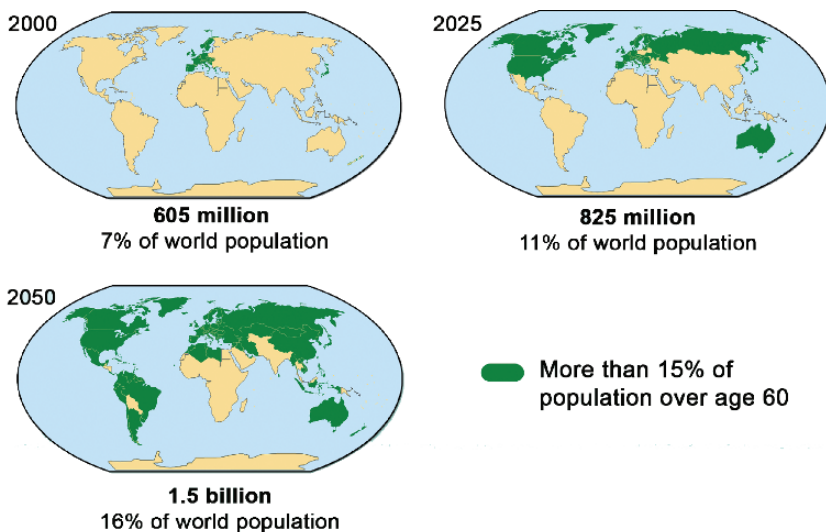 2000
605 million
7% of world population
2025
825 million
11% of world population
2050
1.5 billion
16% of world population
More than 15% of
population over age 60